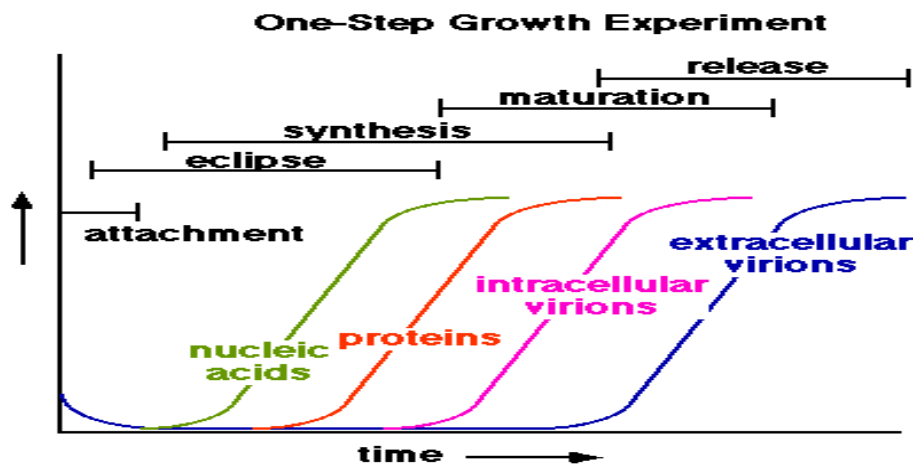 One-Step Growth Experiment
release
maturation
synthesis
eclipse
attachment
extracellular
virions
intracellular
virions
proteins
nucleic
acids
time